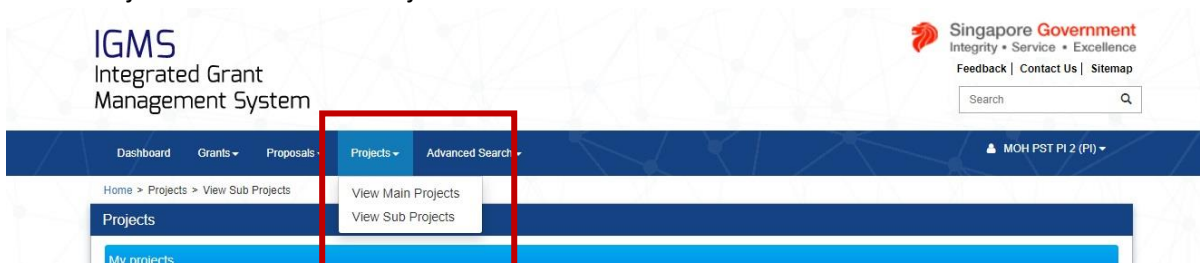 IGMS
Integrated Grant
Management System
Singapore Government
Integrity • Service • Excellence
Feedback | Contact Us | Sitemap
Search
Dashboard Grants Proposals Projects Advanced Search MOH PST PI 2 (PI)
Home > Projects > View Sub Projects
View Main Projects
View Sub Projects
Projects
My projects